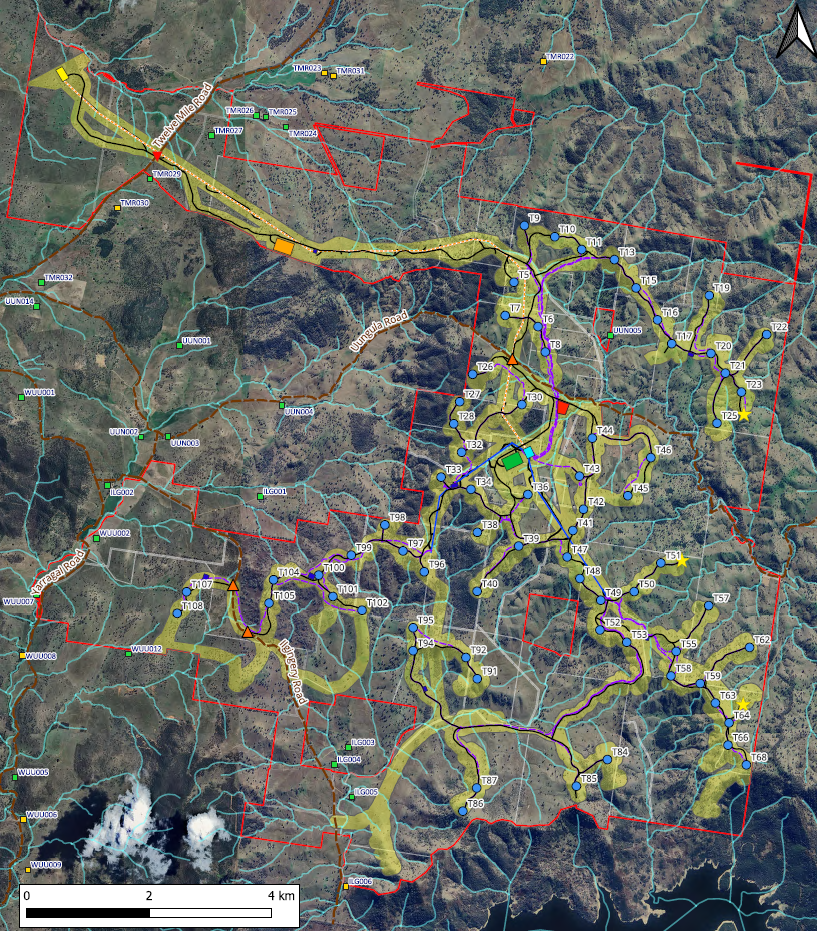 TMR022
TMR023
TMR031
Twelve Mile Road
TMR026
TMR025
TMR024
TMR027
TMR029
TMR030
T9
T10
T11
T13
TMR032
T5
T15
T19
UUN014
T7
T6
T16
Uungula Road
UUN005
T22
UUN001
T8
T17
T20
T26
T21
WUU001
T27
T30
T23
UUN004
T28
T25
UUN002
UUN003
T44
T32
T46
T33
T43
ILG002
ILG001
T34
T36
T45
T42
T98
T38
T41
WUU002
T97
T39
T99
T47
T96
T51
Yarragal Road
T104
T100
T48
T107
T40
T50
WUU007
T101
T49
T105
T102
T57
T108
T95
T52
T53
Ilgingery Road
T94
T92
T55
T62
WUU008
WUU012
T91
T58
T59
T63
T64
ILG003
T66
ILG004
T84
T68
WUU005
T87
T85
ILG005
T86
WUU006
WUU009
ILG006
0 2 4 km